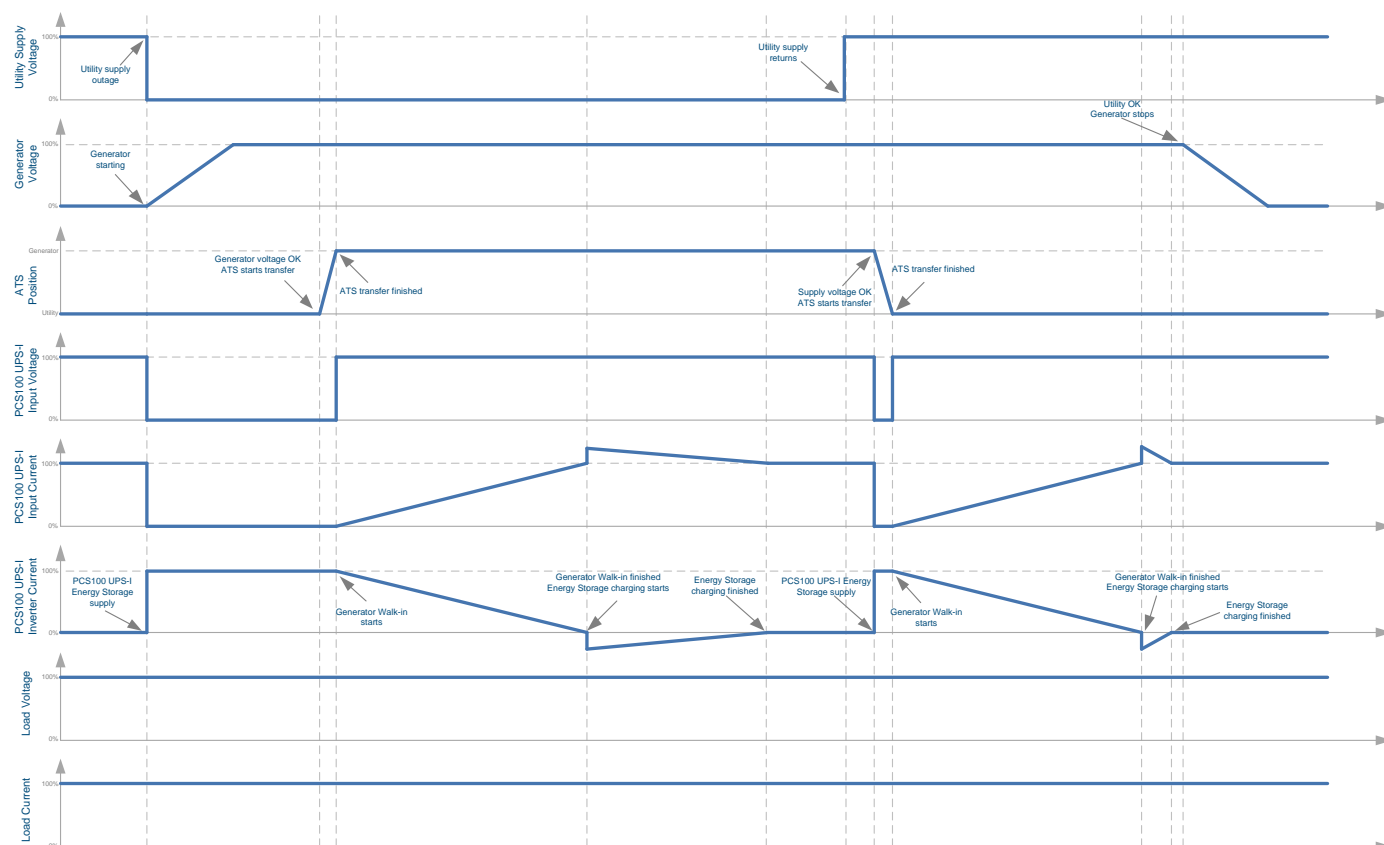 Utility Supply
Voltage
100%
0%
Utility supply
outage
Utility supply
returns
Generator
Voltage
100%
0%
Generator
starting
Utility OK
Generator stops
ATS
Position
Generator
Utility
Generator voltage OK
ATS starts transfer
ATS transfer finished
Supply voltage OK
ATS starts transfer
ATS transfer finished
PCS100 UPS-I
Input Voltage
100%
0%
PCS100 UPS-I
Input Current
100%
0%
PCS100 UPS-I
Inverter Current
100%
0%
PCS100 UPS-I
Energy Storage
supply
Generator Walk-in
starts
Generator Walk-in finished
Energy Storage charging starts
Energy Storage
charging finished
PCS100 UPS-I Energy
Storage supply
Generator Walk-in
starts
Generator Walk-in finished
Energy Storage charging starts
Energy Storage
charging finished
Load Voltage
100%
0%
Load Current
100%